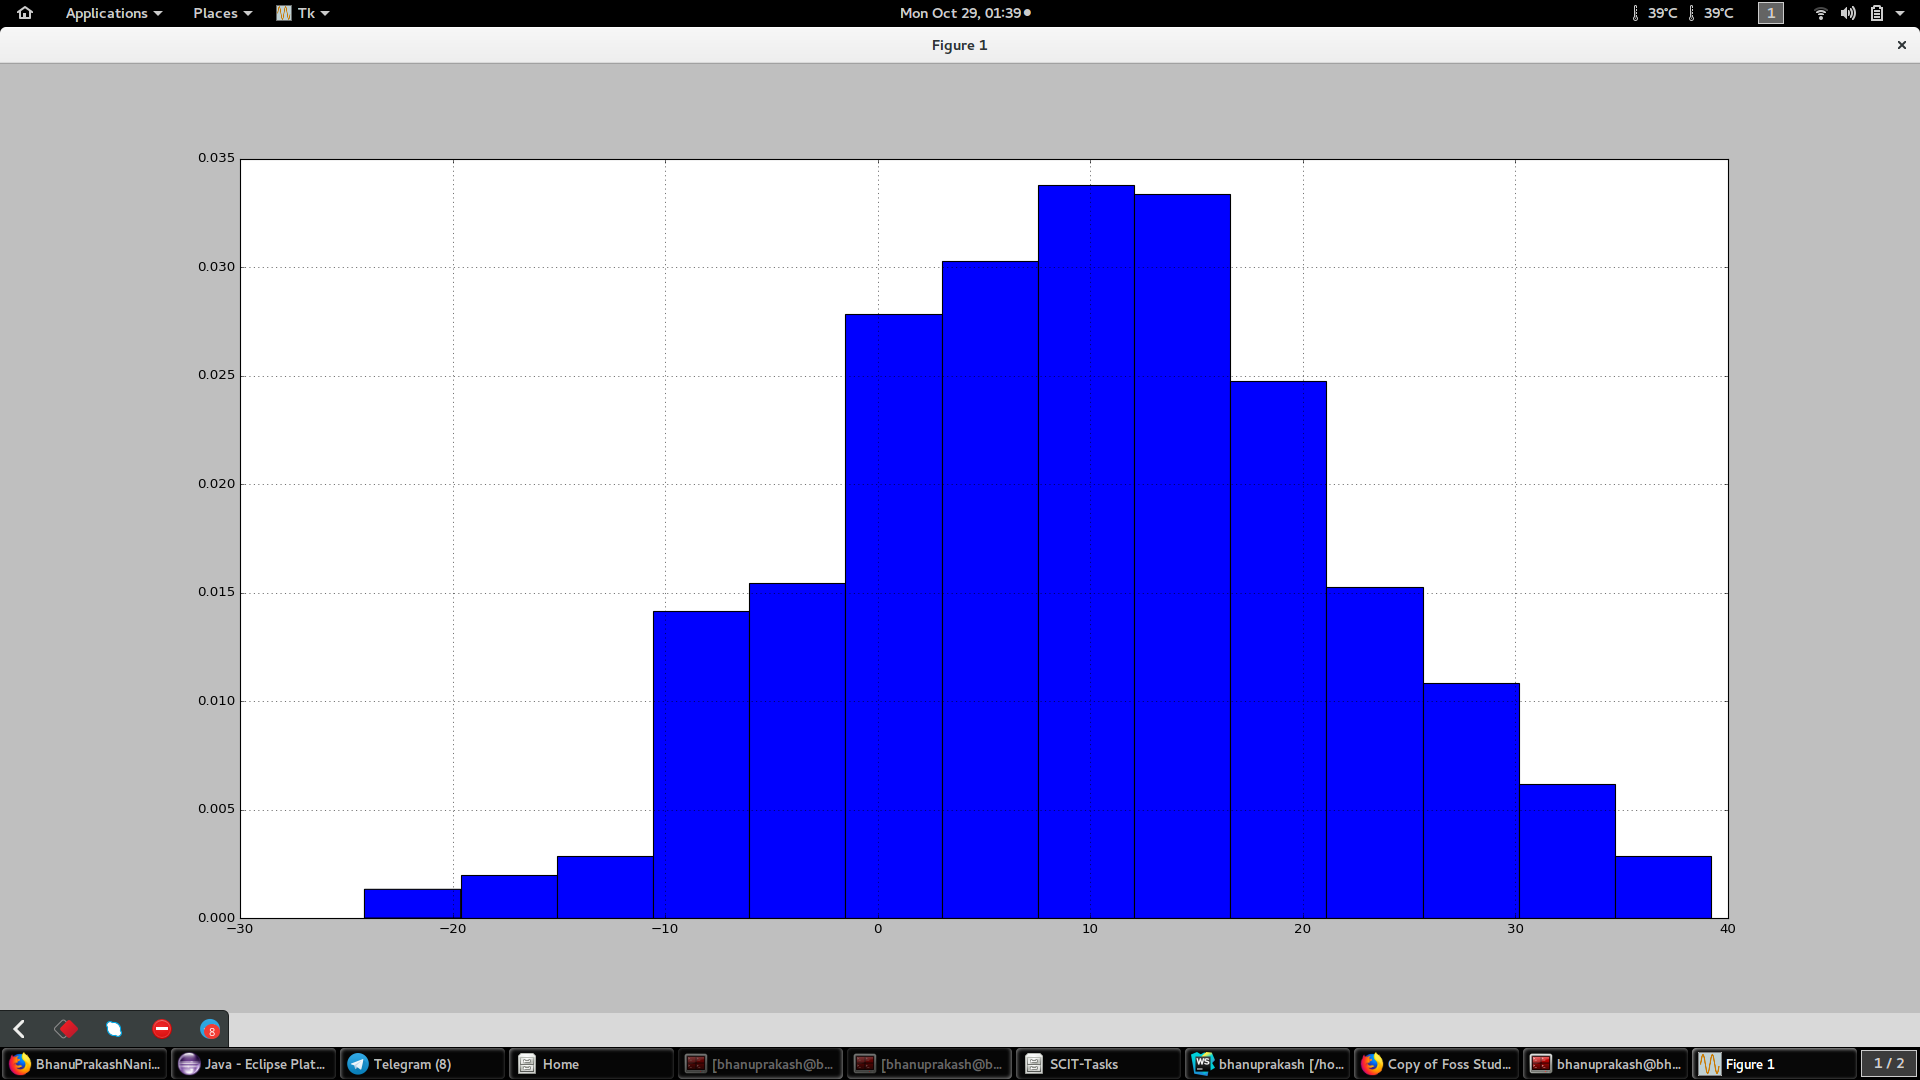 Applications Places Tk Mon Oct 29, 01:39 39°C 39°C 1
Figure 1
0.035
0.030
0.025
0.020
0.015
0.010
0.005
0.000
−30 −20 −10 0 10 20 30 40
8
BhanuPrakashNani... Java - Eclipse Plat... Telegram (8) Home [bhanuprakash@b... [bhanuprakash@b... SCIT-Tasks WS bhanuprakash [/ho... Copy of Foss Stud... bhanuprakash@bh... Figure 1 1 / 2